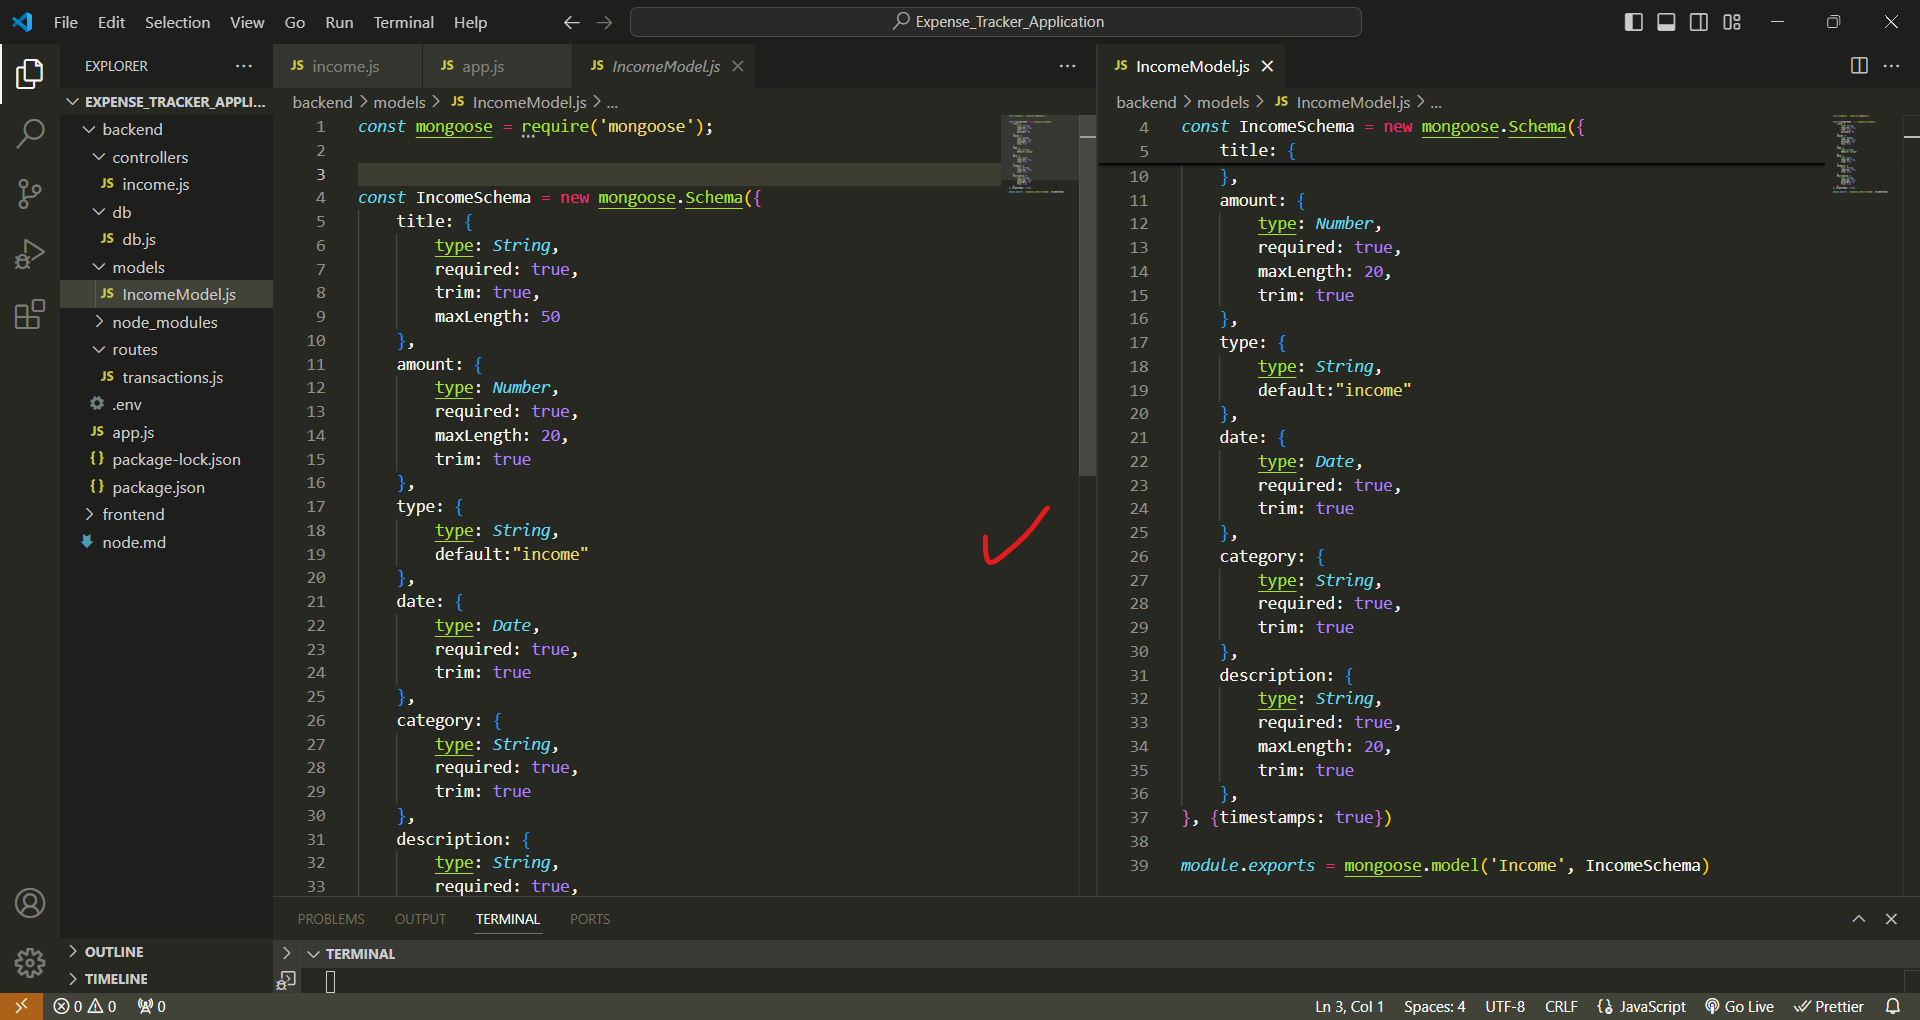 File Edit Selection View Go Run Terminal Help
Expense_Tracker_Application
EXPLORER
EXPENSE_TRACKER_APPLI...
backend
controllers
JS income.js
db
JS db.js
models
JS IncomeModel.js
node_modules
routes
JS transactions.js
.env
JS app.js
{} package-lock.json
{} package.json
frontend
node.md
OUTLINE
TIMELINE
JS income.js JS app.js JS IncomeModel.js
backend > models > JS IncomeModel.js > ...
1 const mongoose = require('mongoose');
2
3
4 const IncomeSchema = new mongoose.Schema({
5 title: {
6 type: String,
7 required: true,
8 trim: true,
9 maxLength: 50
10 },
11 amount: {
12 type: Number,
13 required: true,
14 maxLength: 20,
15 trim: true
16 },
17 type: {
18 type: String,
19 default:"income"
20 },
21 date: {
22 type: Date,
23 required: true,
24 trim: true
25 },
26 category: {
27 type: String,
28 required: true,
29 trim: true
30 },
31 description: {
32 type: String,
33 required: true,
JS IncomeModel.js
backend > models > JS IncomeModel.js > ...
4 const IncomeSchema = new mongoose.Schema({
5 title: {
10 },
11 amount: {
12 type: Number,
13 required: true,
14 maxLength: 20,
15 trim: true
16 },
17 type: {
18 type: String,
19 default:"income"
20 },
21 date: {
22 type: Date,
23 required: true,
24 trim: true
25 },
26 category: {
27 type: String,
28 required: true,
29 trim: true
30 },
31 description: {
32 type: String,
33 required: true,
34 maxLength: 20,
35 trim: true
36 },
37 }, {timestamps: true})
38
39 module.exports = mongoose.model('Income', IncomeSchema)
PROBLEMS OUTPUT TERMINAL PORTS
TERMINAL
0 0 0 Ln 3, Col 1 Spaces: 4 UTF-8 CRLF {} JavaScript Go Live Prettier